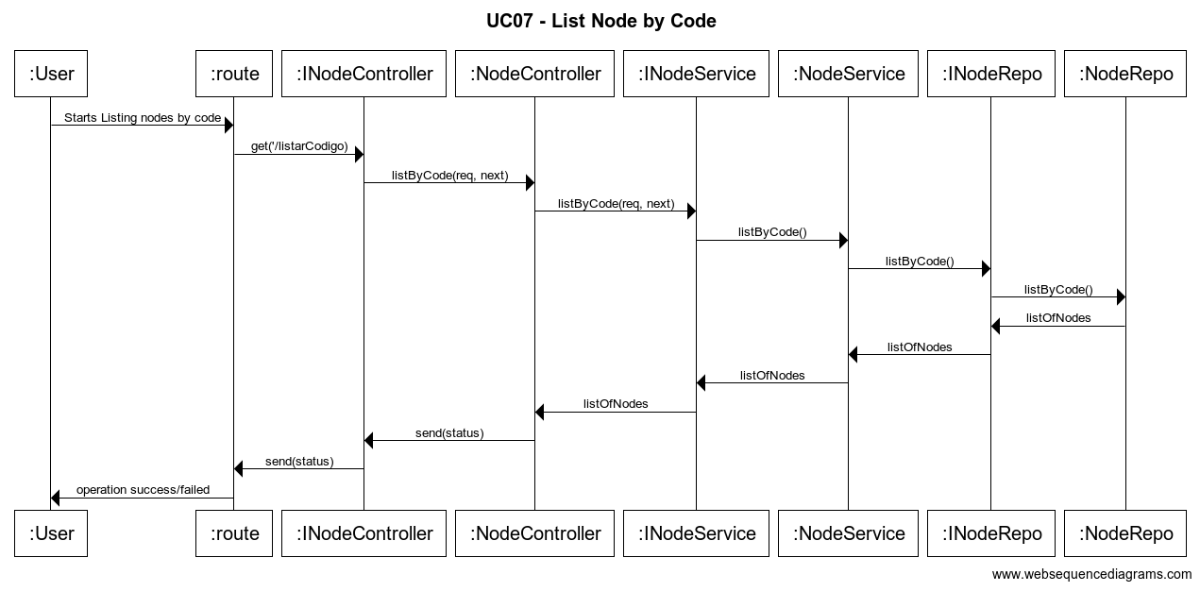 UC07 - List Node by Code
:User :route :INodeController :NodeController :INodeService :NodeService :INodeRepo :NodeRepo
Starts Listing nodes by code
get('/listarCodigo)
listByCode(req, next)
listByCode(req, next)
listByCode()
listByCode()
listByCode()
listOfNodes
listOfNodes
listOfNodes
listOfNodes
send(status)
send(status)
operation success/failed
:User :route :INodeController :NodeController :INodeService :NodeService :INodeRepo :NodeRepo
www.websequencediagrams.com